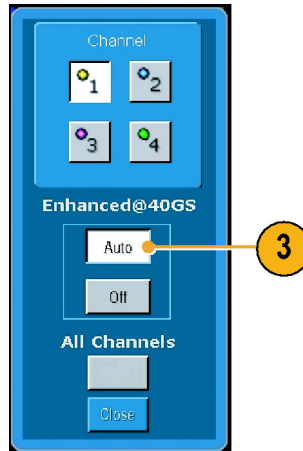 Channel
1 2
3 4
Enhanced@40GS
Auto
3
Off
All Channels
Close